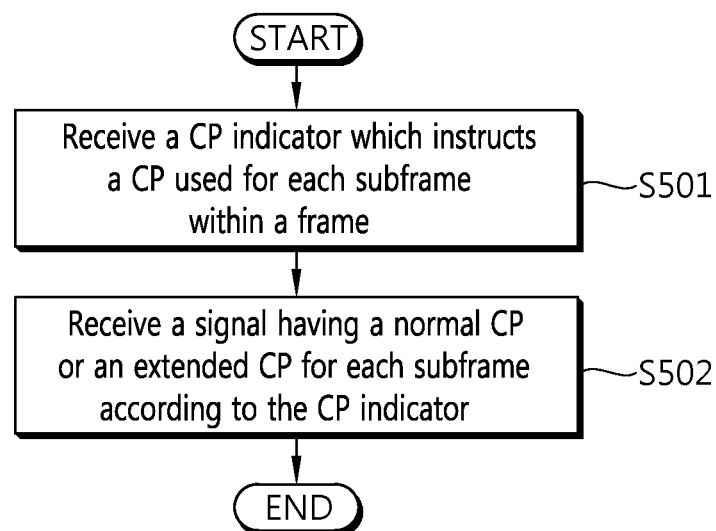 START
Receive a CP indicator which instructs
a CP used for each subframe
within a frame
S501
Receive a signal having a normal CP
or an extended CP for each subframe
according to the CP indicator
S502
END